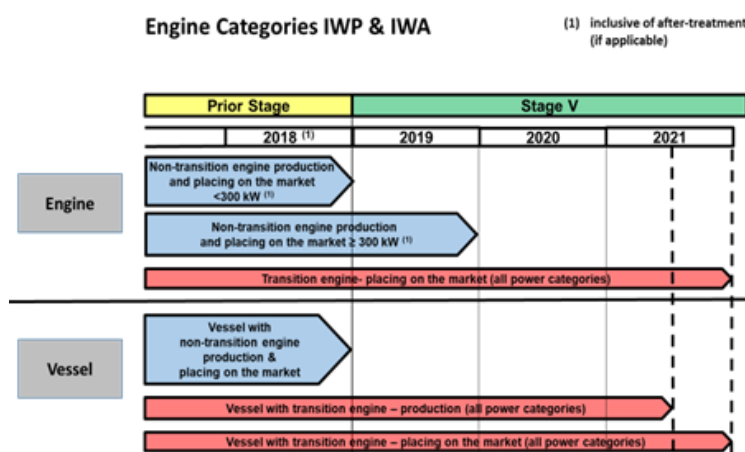 Engine Categories IWP & IWA
(1) inclusive of after-treatment
(if applicable)
Prior Stage
Stage V
2018 (1)
2019
2020
2021
Engine
Non-transition engine production
and placing on the market
<300 kW (1)
Non-transition engine production
and placing on the market ≥ 300 kW (1)
Transition engine- placing on the market (all power categories)
Vessel
Vessel with
non-transition engine
production &
placing on the market
Vessel with transition engine – production (all power categories)
Vessel with transition engine – placing on the market (all power categories)